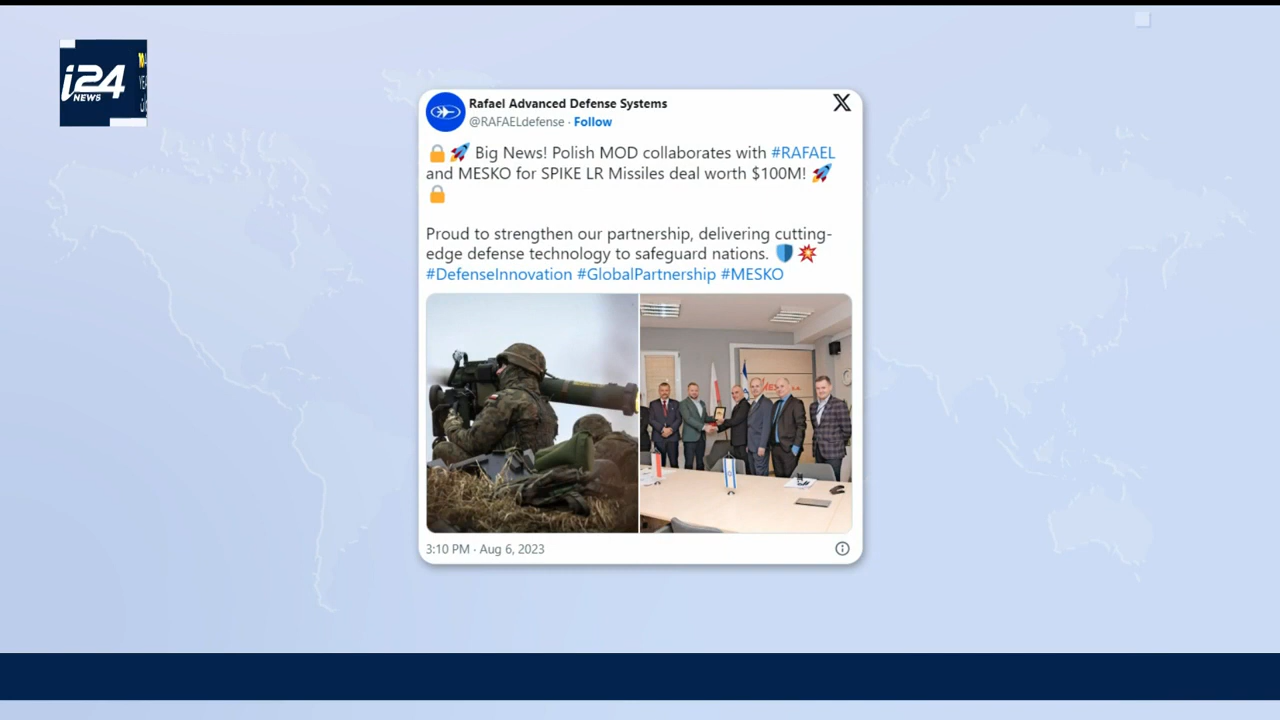 i24
NEWS
Rafael Advanced Defense Systems
@RAFAELdefense · Follow
🔒🚀 Big News! Polish MOD collaborates with #RAFAEL
and MESKO for SPIKE LR Missiles deal worth $100M! 🚀
🔒
Proud to strengthen our partnership, delivering cutting-
edge defense technology to safeguard nations. 🛡️💥
#DefenseInnovation #GlobalPartnership #MESKO
3:10 PM · Aug 6, 2023